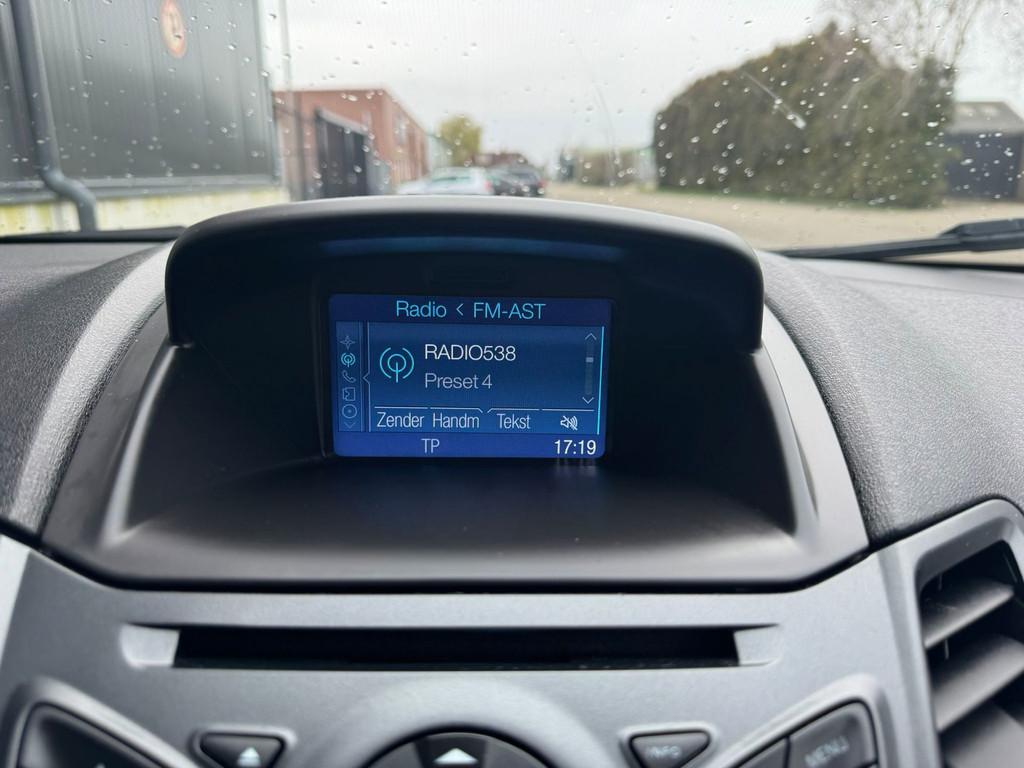 Radio < FM-AST
RADIO538
Preset 4
Zender Handm Tekst
TP 17:19
INFO
MENU